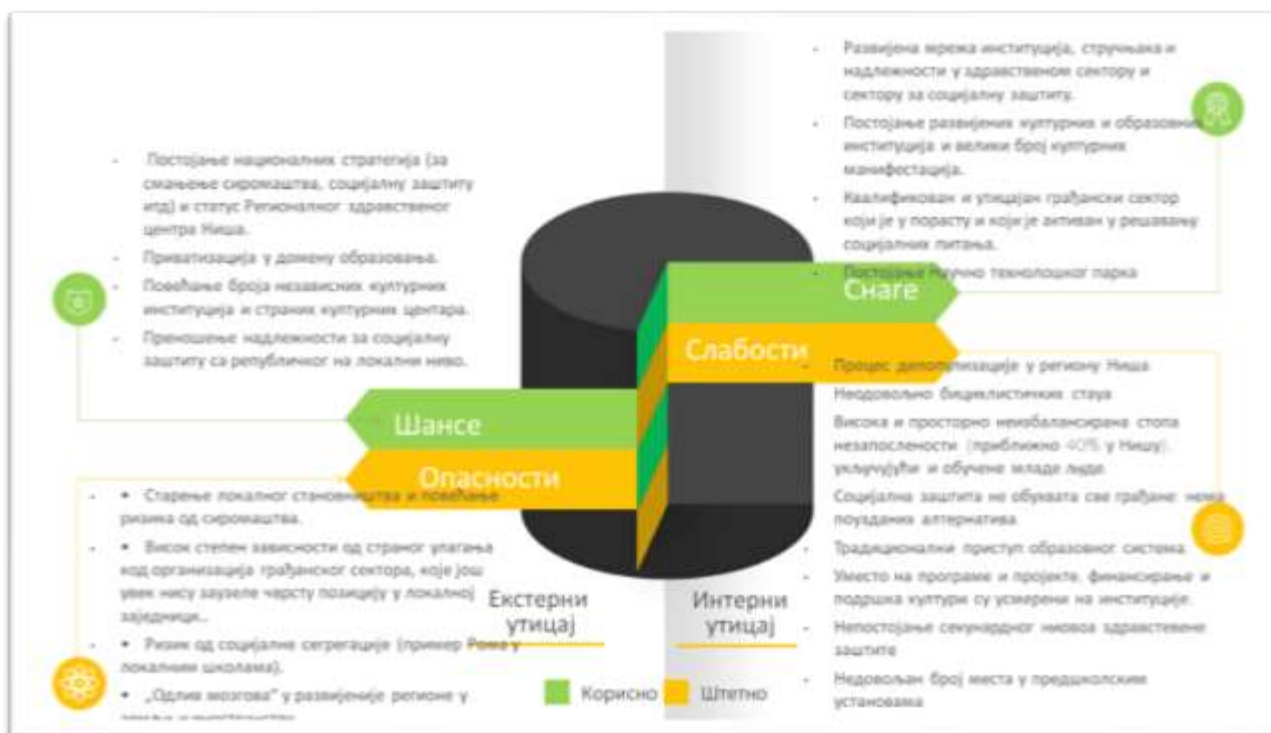 - Постојање националних стратегија (за
смањење сиромаштва, социјалну заштиту
итд) и статус Регионалног здравственог
центра Ниша.
- Приватизација у домену образовања.
- Повећање броја независних културних
институција и страних културних центара.
- Преношење надлежности за социјалну
заштиту са републичког на локални ниво.
Шансе
Опасности
- • Старење локалног становништва и повећање
ризика од сиромаштва.
- • Висок степен зависности од страног улагања
код организација грађанског сектора, које још
увек нису заузеле чврсту позицију у локалној
заједници..
- • Ризик од социјалне сегрегације (пример Рома у
локалним школама).
- • „Одлив мозгова“ у развијеније регионе у
- Развијена мрежа институција, стручњака и
надлежности у здравственом сектору и
сектору за социјалну заштиту.
- Постојање развијених културних и образовних
институција и велики број културних
манифестација.
- Квалификован и утицајан грађански сектор
који је у порасту и који је активан у решавању
социјалних питања.
- Постојање Научно технолошког парка
Снаге
Слабости
- Процес депопулизације у региону Ниша
Неодовољно бициклистичких стаза
Висока и просторно неизбалансирана стопа
незапослености (приближно 40% у Нишу),
укључујући и обучене младе људе
Социјална заштита не обухвата све грађане: нема
поузданих алтернатива.
- Традиционалки приступ образовног система
- Уместо на програме и пројекте, финансирање и
подршка култури су усмерени на институције.
- Непостојање секундарног нивоа здравствене
заштите
- Недовољан број места у предшколским
установама
Екстерни
утицај
Интерни
утицај
Корисно
Штетно